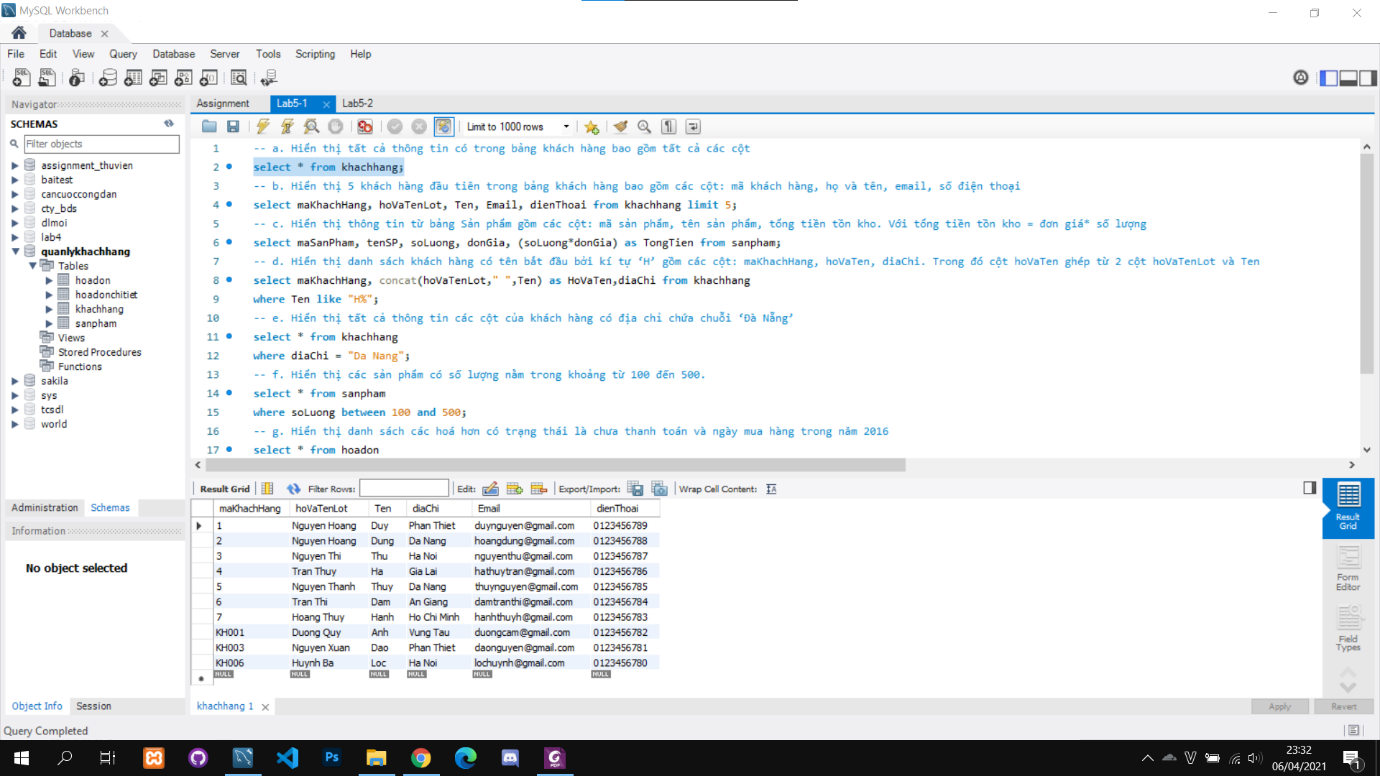 MySQL Workbench
Database
File Edit View Query Database Server Tools Scripting Help
Navigator
SCHEMAS
Filter objects
assignment_thuvien
baitest
cancuoccongdan
cty_bds
dlmoi
lab4
quanlykhachhang
Tables
hoadon
hoadonchitiet
khachhang
sanpham
Views
Stored Procedures
Functions
sakila
sys
tcsdl
world
Administration Schemas
Information
No object selected
Object Info Session
Assignment Lab5-1 Lab5-2
Limit to 1000 rows
1 -- a. Hiển thị tất cả thông tin có trong bảng khách hàng bao gồm tất cả các cột
2 select * from khachhang;
3 -- b. Hiển thị 5 khách hàng đầu tiên trong bảng khách hàng bao gồm các cột: mã khách hàng, họ và tên, email, số điện thoại
4 select maKhachHang, hoVaTenLot, Ten, Email, dienThoai from khachhang limit 5;
5 -- c. Hiển thị thông tin từ bảng Sản phẩm gồm các cột: mã sản phẩm, tên sản phẩm, tổng tiền tồn kho. Với tổng tiền tồn kho = đơn giá* số lượng
6 select maSanPham, tenSP, soLuong, donGia, (soLuong*donGia) as TongTien from sanpham;
7 -- d. Hiển thị danh sách khách hàng có tên bắt đầu bởi kí tự ‘H’ gồm các cột: maKhachHang, hoVaTen, diaChi. Trong đó cột hoVaTen ghép từ 2 cột hoVaTenLot và Ten
8 select maKhachHang, concat(hoVaTenLot," ",Ten) as HoVaTen,diaChi from khachhang
9 where Ten like "H%";
10 -- e. Hiển thị tất cả thông tin các cột của khách hàng có địa chỉ chứa chuỗi ‘Đà Nẵng’
11 select * from khachhang
12 where diaChi = "Da Nang";
13 -- f. Hiển thị các sản phẩm có số lượng nằm trong khoảng từ 100 đến 500.
14 select * from sanpham
15 where soLuong between 100 and 500;
16 -- g. Hiển thị danh sách các hoá hơn có trạng thái là chưa thanh toán và ngày mua hàng trong năm 2016
17 select * from hoadon
Result Grid Filter Rows: Edit: Export/Import: Wrap Cell Content:
maKhachHang hoVaTenLot Ten diaChi Email dienThoai
1 Nguyen Hoang Duy Phan Thiet duynguyen@gmail.com 0123456789
2 Nguyen Hoang Dung Da Nang hoangdung@gmail.com 0123456788
3 Nguyen Thi Thu Ha Noi nguyenthu@gmail.com 0123456787
4 Tran Thuy Ha Gia Lai hathuytran@gmail.com 0123456786
5 Nguyen Thanh Thuy Da Nang thuynguyen@gmail.com 0123456785
6 Tran Thi Dam An Giang damtranthi@gmail.com 0123456784
7 Hoang Thuy Hanh Ho Chi Minh hanhthuyh@gmail.com 0123456783
KH001 Duong Quy Anh Vung Tau duongcam@gmail.com 0123456782
KH003 Nguyen Xuan Dao Phan Thiet daonguyen@gmail.com 0123456781
KH006 Huynh Ba Loc Ha Noi lochuynh@gmail.com 0123456780
NULL NULL NULL NULL NULL NULL
Result
Grid
Form
Editor
Field
Types
khachhang 1
Apply Revert
Query Completed
Ps
23:32
06/04/2021
1